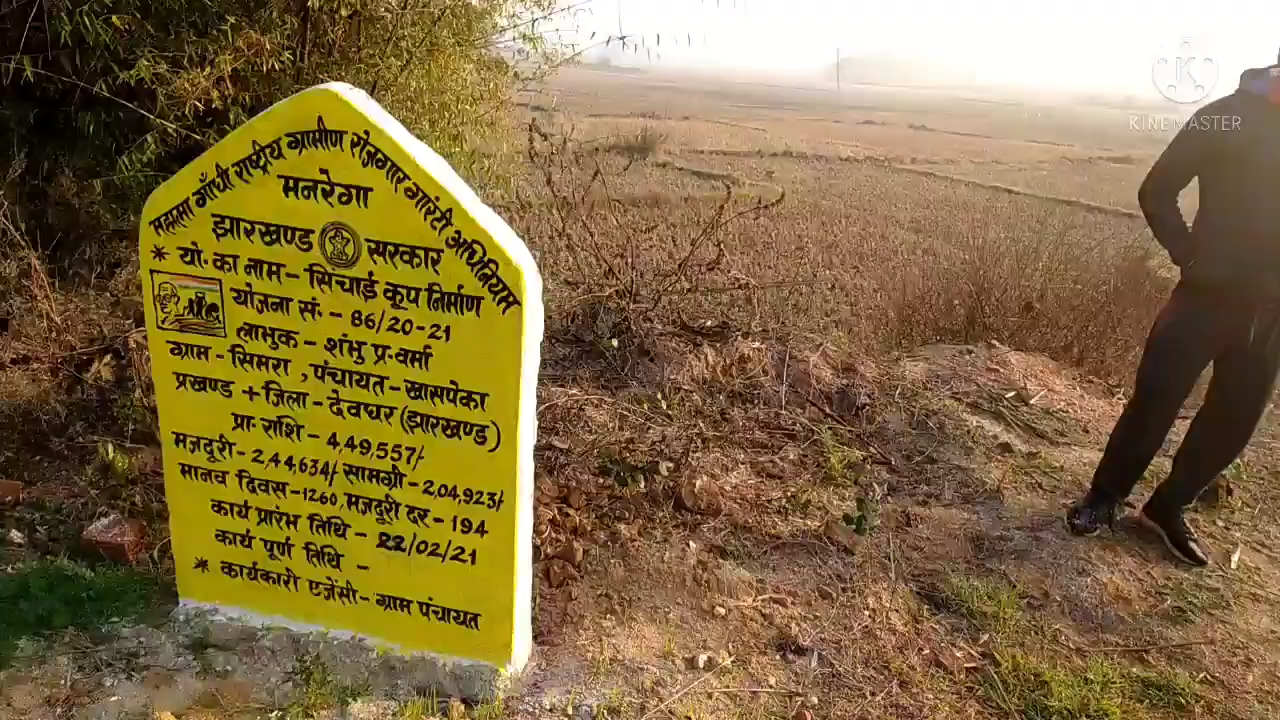 महात्मा गाँधी राष्ट्रीय ग्रामीण रोजगार गारंटी अधिनियम
मनरेगा
झारखण्ड सरकार
* यो. का नाम - सिचाई कूप निर्माण
योजना सं. - 86/20-21
लाभुक - शंभु प्र. वर्मा
ग्राम - सिमरा , पंचायत - खासपेका
प्रखण्ड + जिला - देवघर (झारखण्ड)
प्रा. राशि - 4,49,557/-
मजदूरी - 2,44,634/- सामग्री - 2,04,923/-
मानव दिवस - 1260, मजदूरी दर - 194
कार्य प्रारंभ तिथि - 22/02/21
कार्य पूर्ण तिथि -
* कार्यकारी एजेंसी - ग्राम पंचायत
K
KINEMASTER